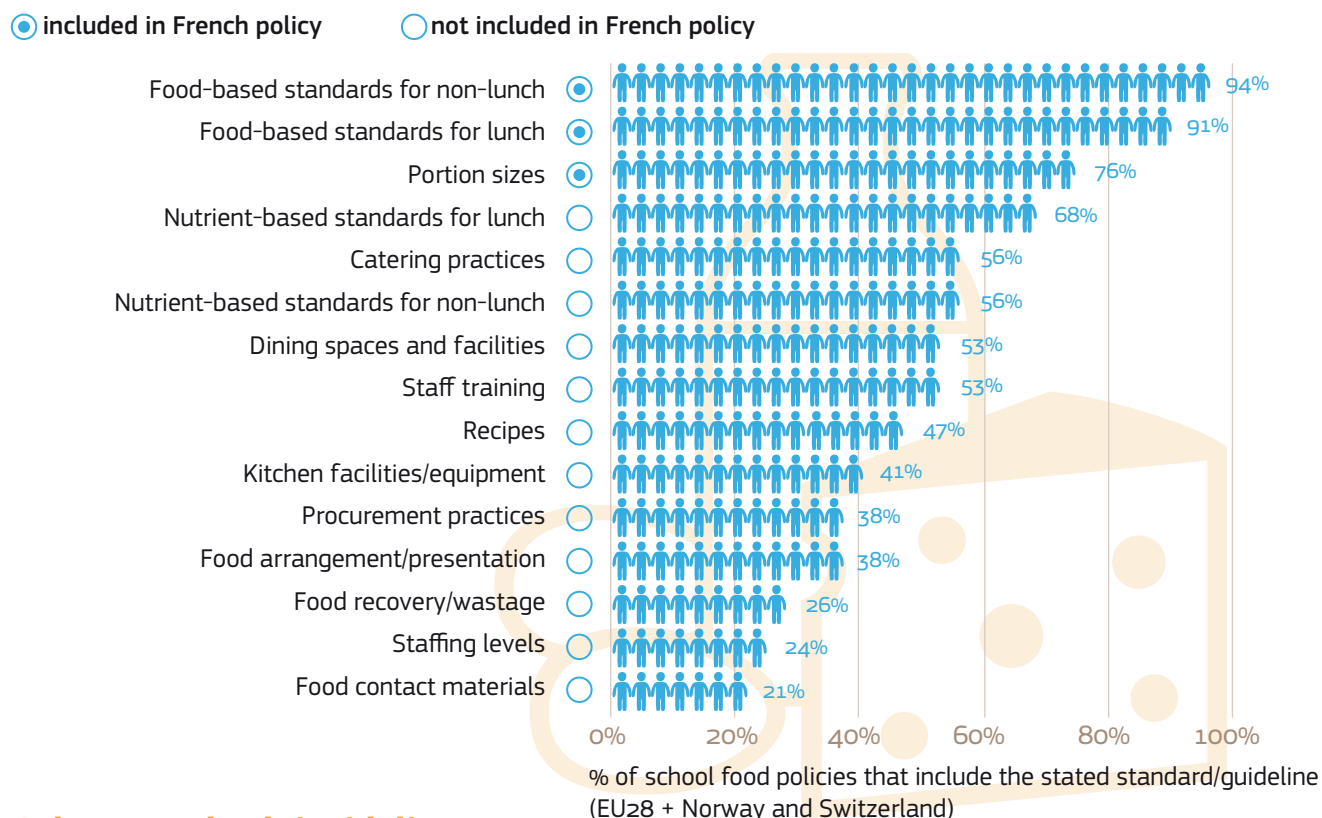 included in French policy not included in French policy
Food-based standards for non-lunch 94%
Food-based standards for lunch 91%
Portion sizes 76%
Nutrient-based standards for lunch 68%
Catering practices 56%
Nutrient-based standards for non-lunch 56%
Dining spaces and facilities 53%
Staff training 53%
Recipes 47%
Kitchen facilities/equipment 41%
Procurement practices 38%
Food arrangement/presentation 38%
Food recovery/wastage 26%
Staffing levels 24%
Food contact materials 21%
0% 20% 40% 60% 80% 100%
% of school food policies that include the stated standard/guideline
(EU28 + Norway and Switzerland)